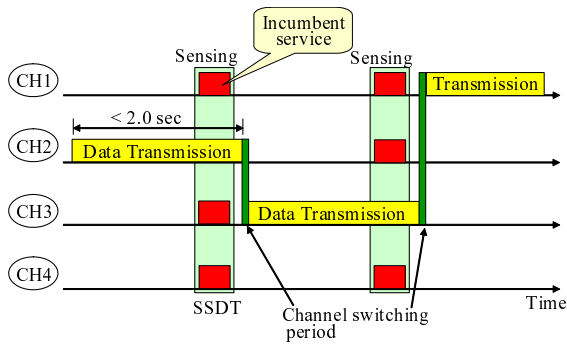 Incumbent
service
Sensing
Sensing
CH1
Transmission
< 2.0 sec
CH2
Data Transmission
CH3
Data Transmission
CH4
SSDT
Channel switching
period
Time